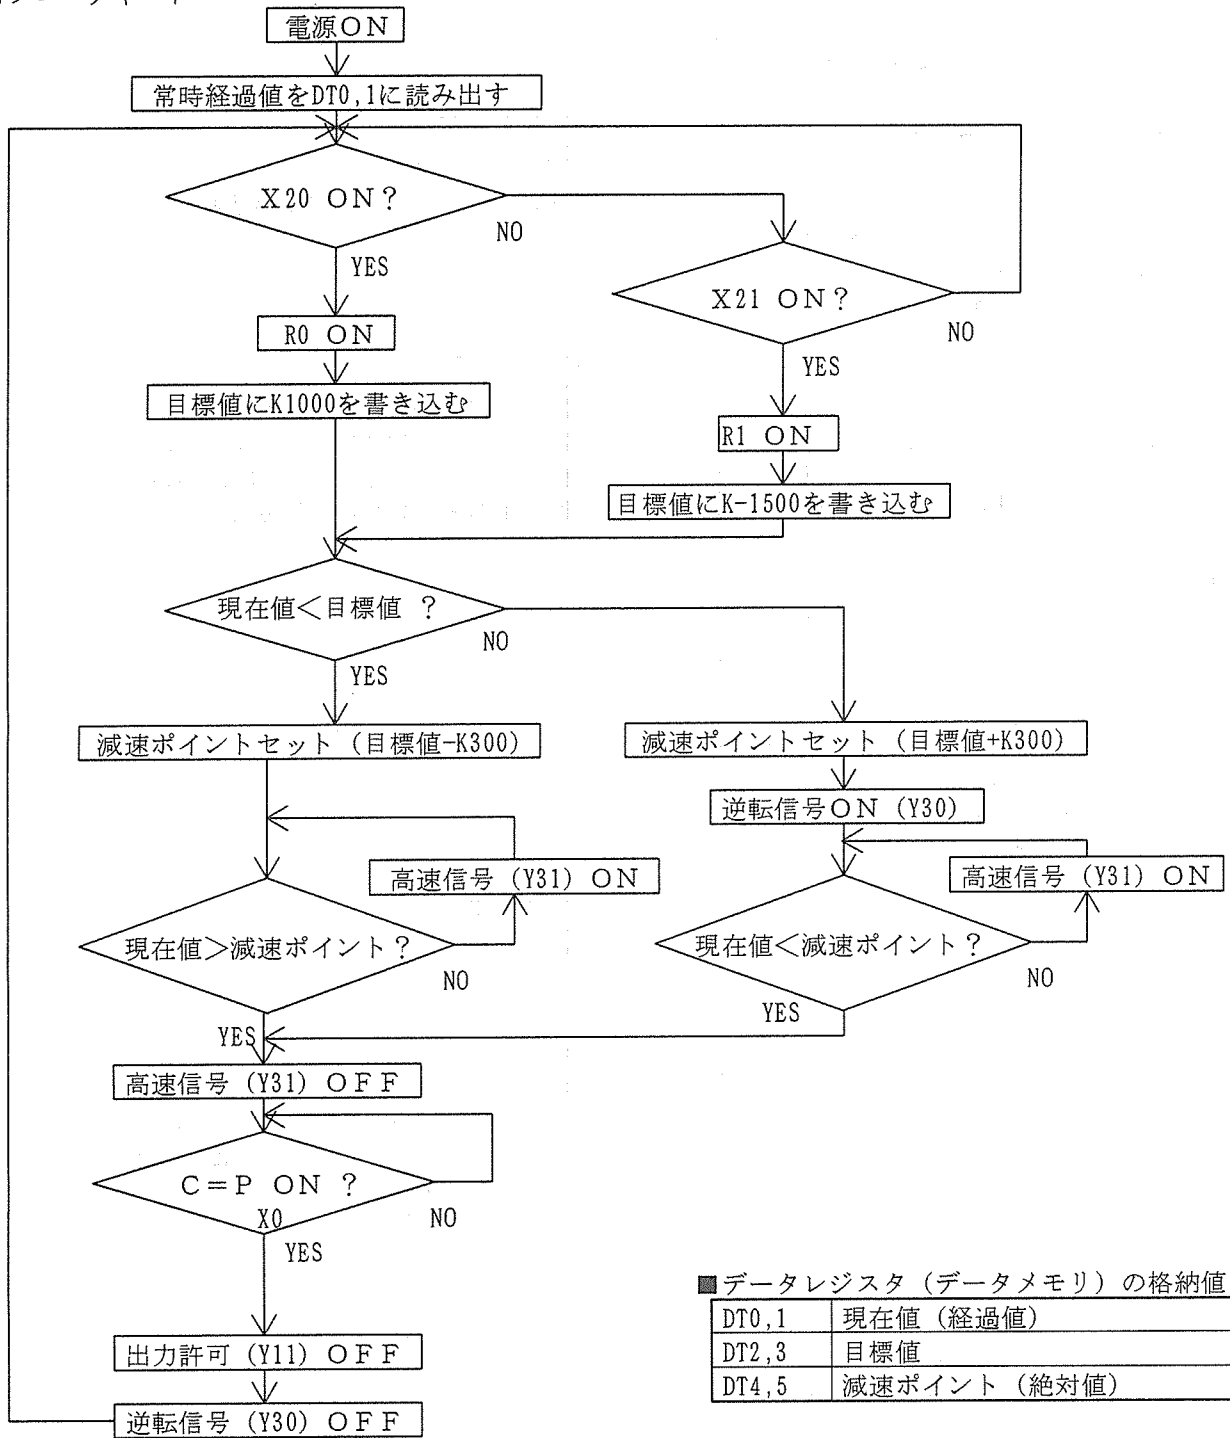 電源ON
常時経過値をDT0,1に読み出す
X20 ON?
NO
YES
X21 ON?
NO
YES
R0 ON
目標値にK1000を書き込む
R1 ON
目標値にK-1500を書き込む
現在値<目標値 ?
NO
YES
減速ポイントセット (目標値-K300)
減速ポイントセット (目標値+K300)
逆転信号ON (Y30)
高速信号 (Y31) ON
高速信号 (Y31) ON
現在値>減速ポイント?
NO
YES
現在値<減速ポイント?
NO
YES
高速信号 (Y31) OFF
C=P ON ?
X0
NO
YES
出力許可 (Y11) OFF
逆転信号 (Y30) OFF
■データレジスタ (データメモリ) の格納値
DT0,1 現在値 (経過値)
DT2,3 目標値
DT4,5 減速ポイント (絶対値)